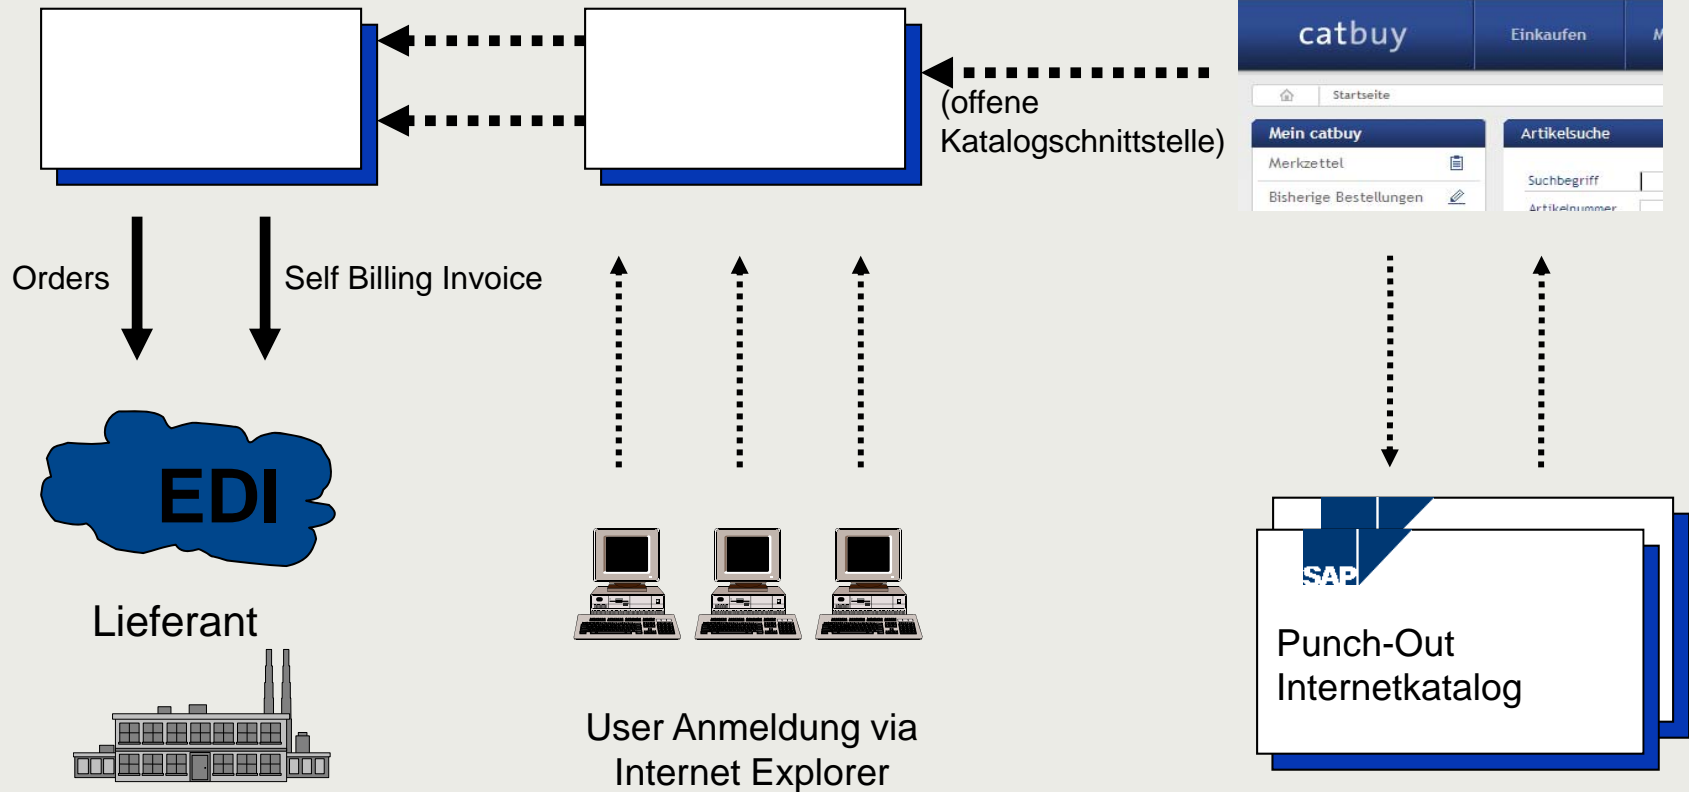 catbuy
Einkaufen
M
Startseite
(offene
Katalogschnittstelle)
Mein catbuy
Artikelsuche
Merkzettel
Suchbegriff
Bisherige Bestellungen
Artikelnummer
Orders
Self Billing Invoice
EDI
Lieferant
SAP
Punch-Out
Internetkatalog
User Anmeldung via
Internet Explorer